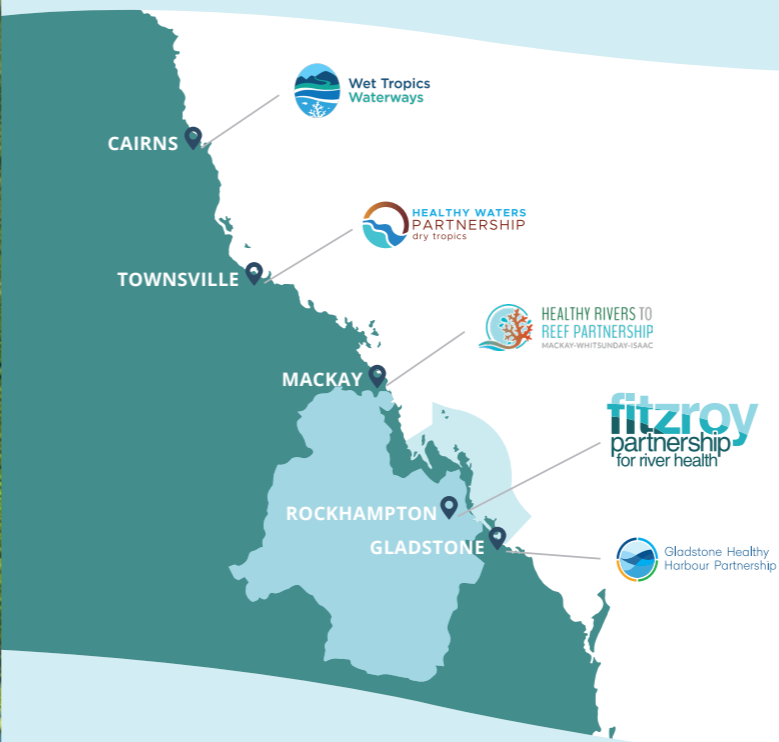 Wet Tropics
Waterways
CAIRNS
HEALTHY WATERS
PARTNERSHIP
dry tropics
TOWNSVILLE
HEALTHY RIVERS TO
REEF PARTNERSHIP
MACKAY-WHITSUNDAY-ISAAC
MACKAY
fitzroy
partnership
for river health
ROCKHAMPTON
GLADSTONE
Gladstone Healthy
Harbour Partnership